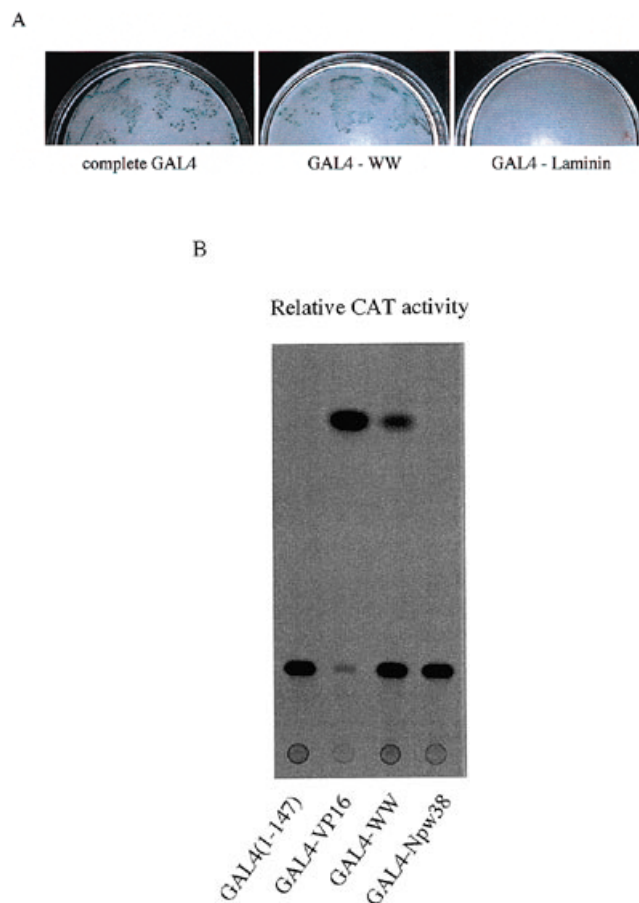 A
complete GAL4
GAL4 - WW
GAL4 - Laminin
B
Relative CAT activity
GAL4(1-147)
GAL4-VP16
GAL4-WW
GAL4-Npw38